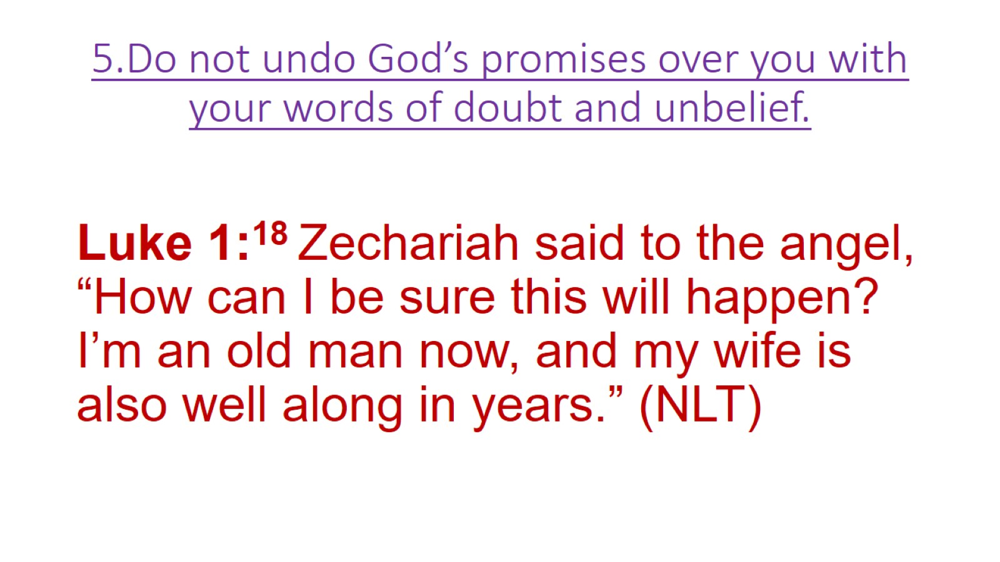 5.Do not undo God’s promises over you with
your words of doubt and unbelief.
Luke 1:18 Zechariah said to the angel,
“How can I be sure this will happen?
I’m an old man now, and my wife is
also well along in years.” (NLT)